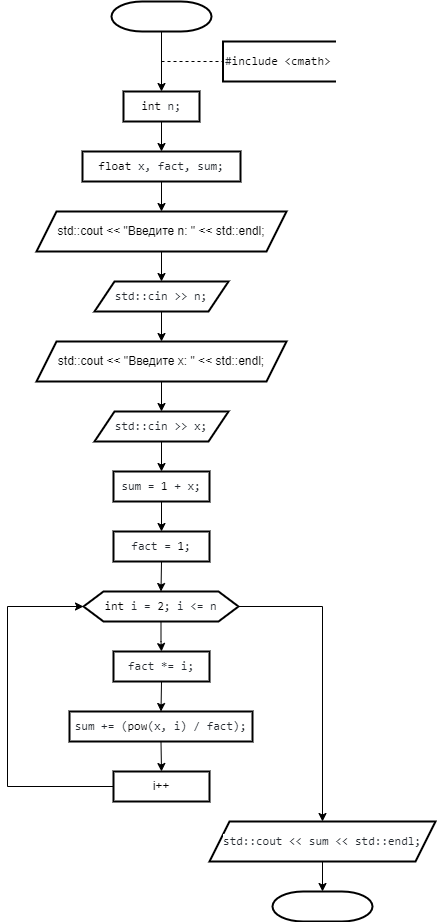 #include <cmath>
int n;
float x, fact, sum;
std::cout << "Введите n: " << std::endl;
std::cin >> n;
std::cout << "Введите x: " << std::endl;
std::cin >> x;
sum = 1 + x;
fact = 1;
int i = 2; i <= n
fact *= i;
sum += (pow(x, i) / fact);
i++
std::cout << sum << std::endl;